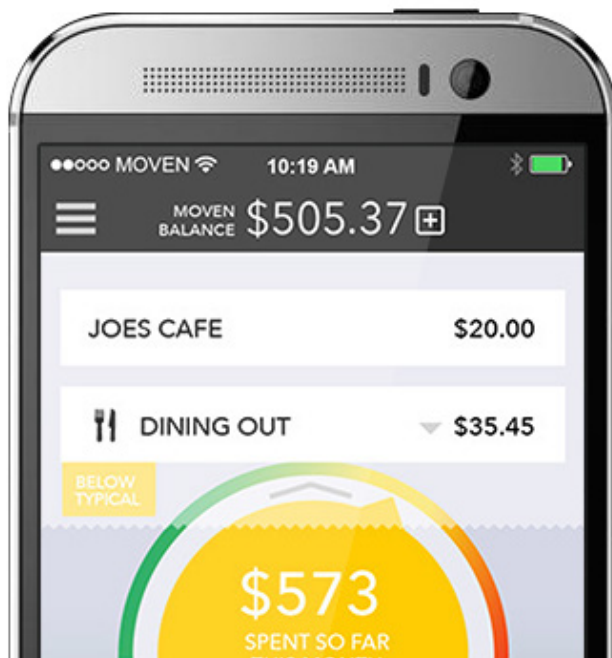 MOVEN 10:19 AM
MOVEN BALANCE $505.37
JOES CAFE $20.00
DINING OUT $35.45
BELOW
TYPICAL
$573
SPENT SO FAR